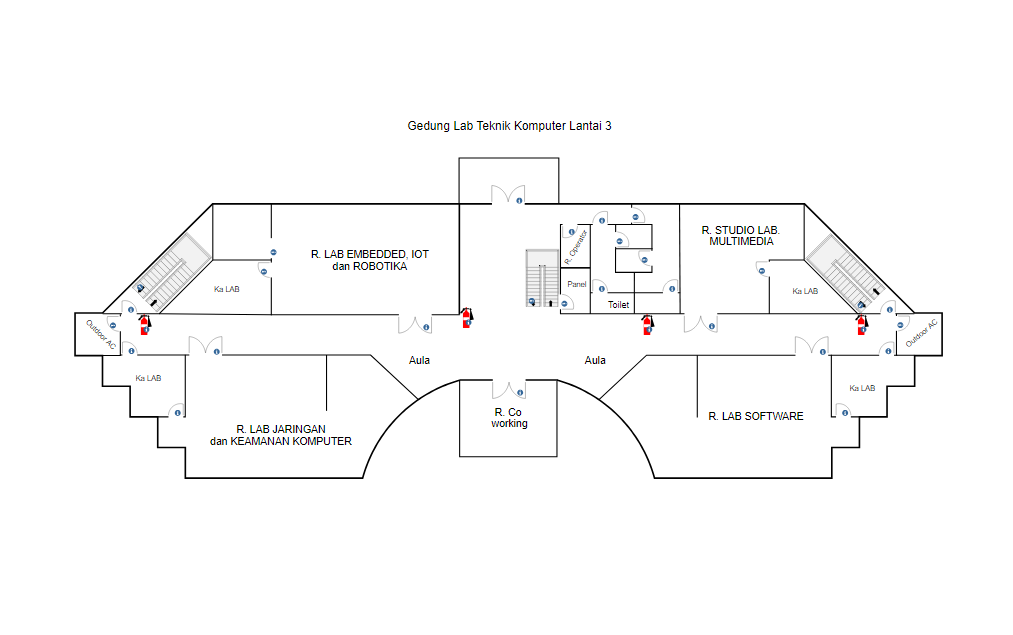 Gedung Lab Teknik Komputer Lantai 3
R. LAB EMBEDDED, IOT
dan ROBOTIKA
R. Operator
R. STUDIO LAB.
MULTIMEDIA
Ka LAB
Panel
Toilet
Ka LAB
Outdoor AC
Outdoor AC
Aula
Aula
Ka LAB
Ka LAB
R. Co
working
R. LAB JARINGAN
dan KEAMANAN KOMPUTER
R. LAB SOFTWARE